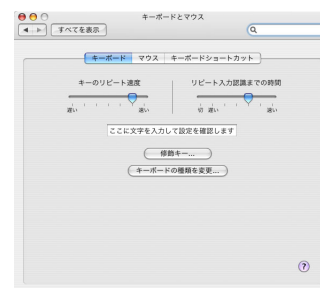 キーボードとマウス
すべてを表示
キーボード マウス キーボードショートカット
キーのリピート速度 リピート入力認識までの時間
遅い 速い 切 遅い 速い
ここに文字を入力して設定を確認します
修飾キー...
キーボードの種類を変更...
?